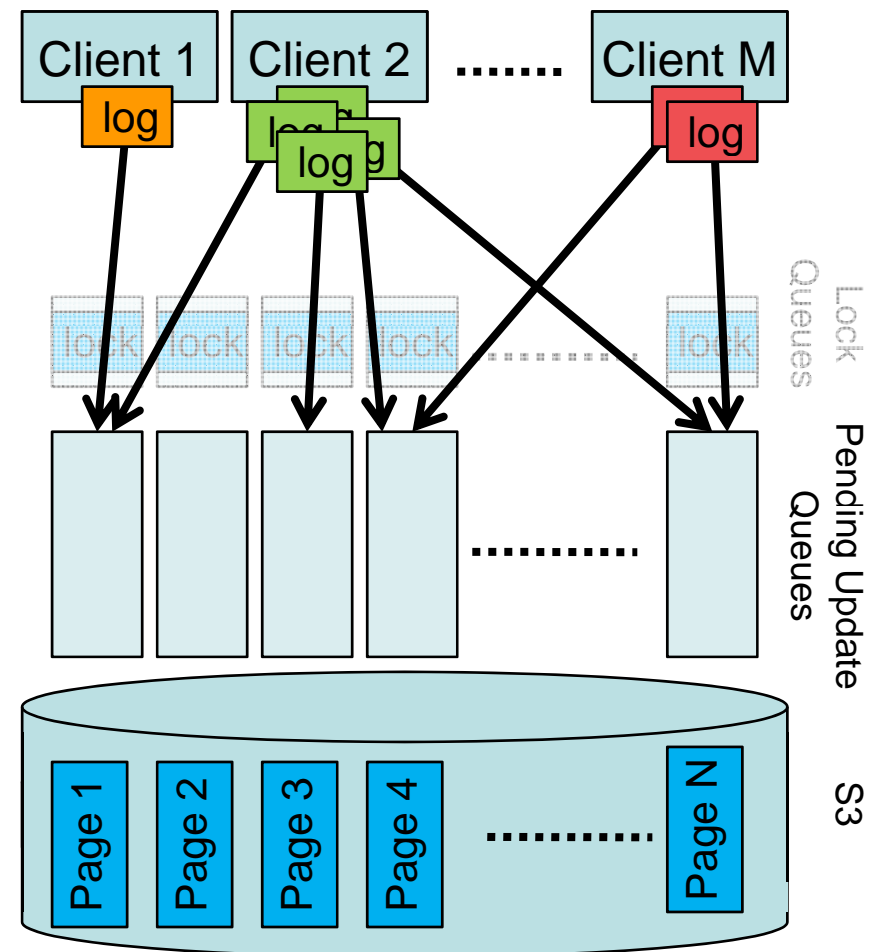 Client 1
Client 2
........
Client M
log
log
log
log
log
lock
lock
lock
lock
lock
Lock
Queues
Pending Update
Queues
Page 1
Page 2
Page 3
Page 4
Page N
S3